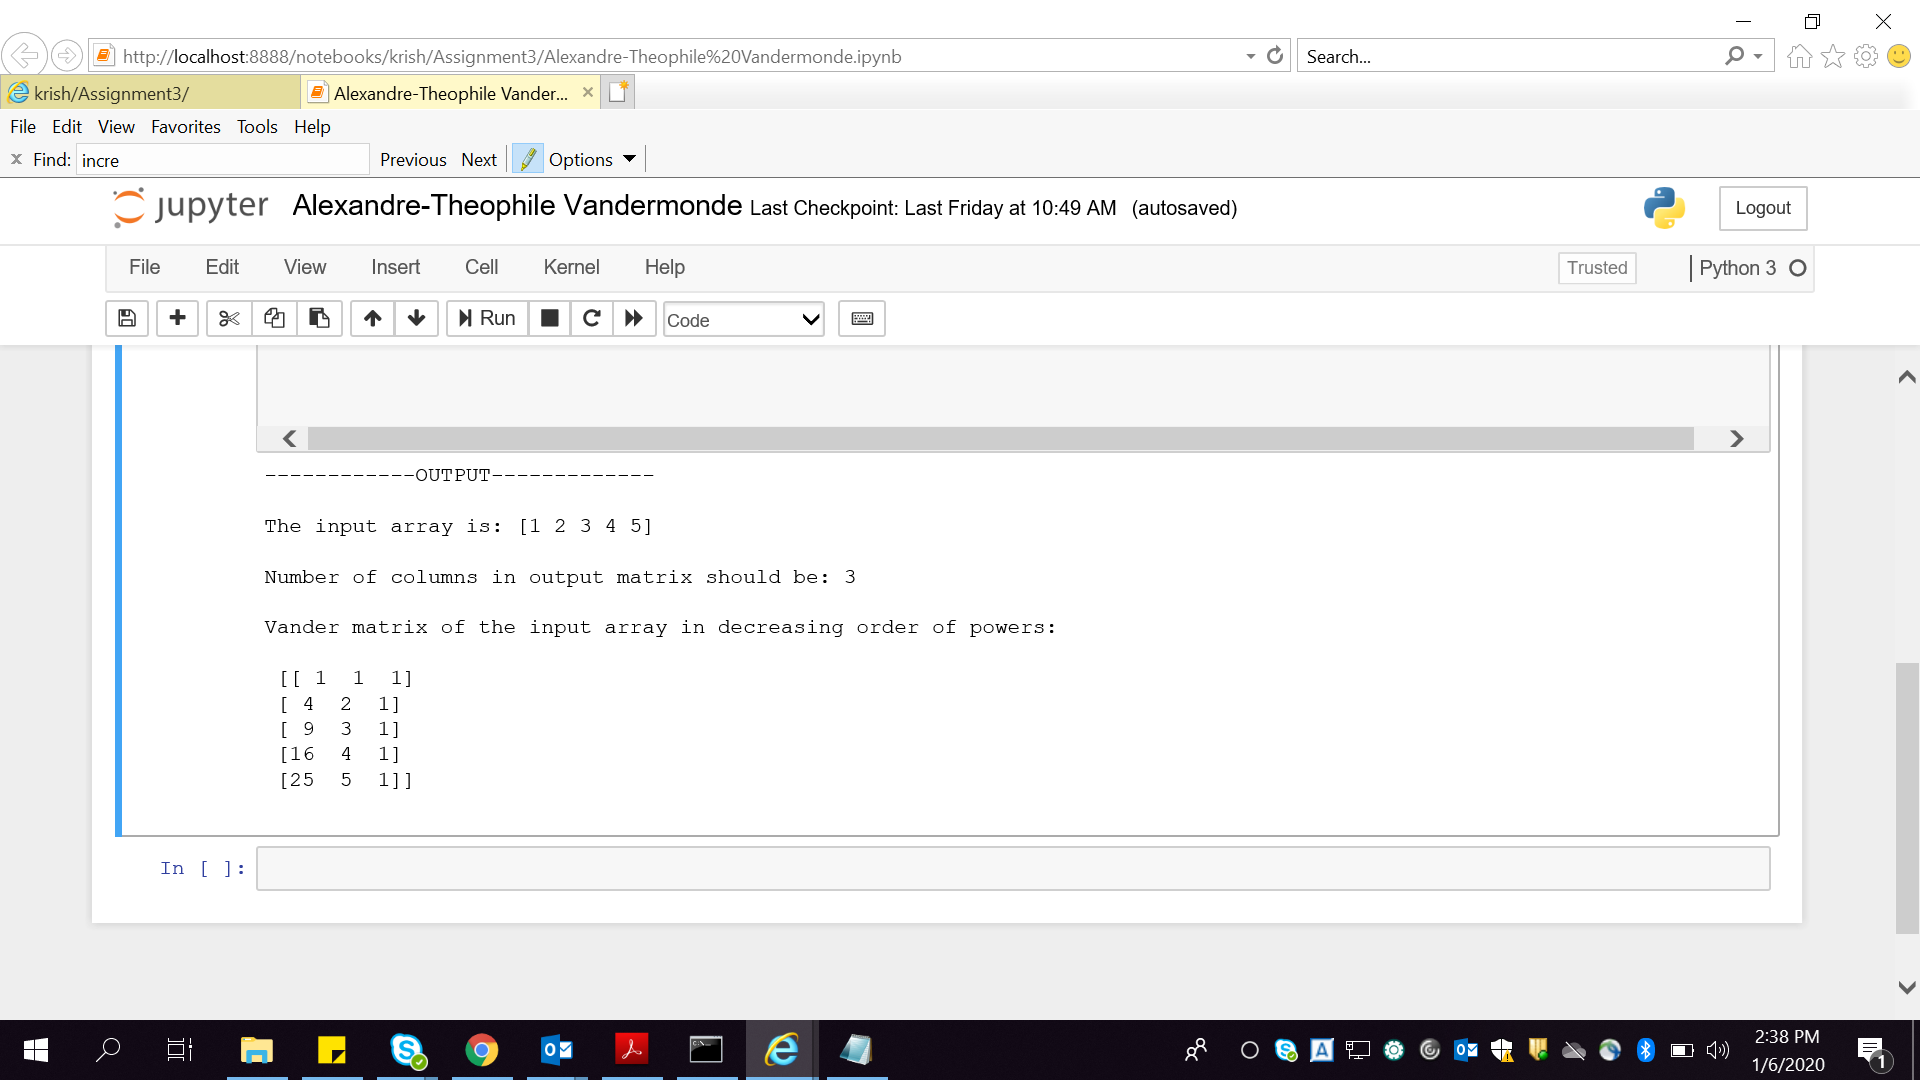 http://localhost:8888/notebooks/krish/Assignment3/Alexandre-Theophile%20Vandermonde.ipynb
Search...
krish/Assignment3/
Alexandre-Theophile Vander...
File Edit View Favorites Tools Help
x Find: incre Previous Next Options
jupyter Alexandre-Theophile Vandermonde Last Checkpoint: Last Friday at 10:49 AM (autosaved)
Logout
File Edit View Insert Cell Kernel Help
Trusted
Python 3
Run
Code
------------OUTPUT-------------
The input array is: [1 2 3 4 5]
Number of columns in output matrix should be: 3
Vander matrix of the input array in decreasing order of powers:
[[ 1  1  1]
[ 4  2  1]
[ 9  3  1]
[16  4  1]
[25  5  1]]
In [ ]:
2:38 PM
1/6/2020
1